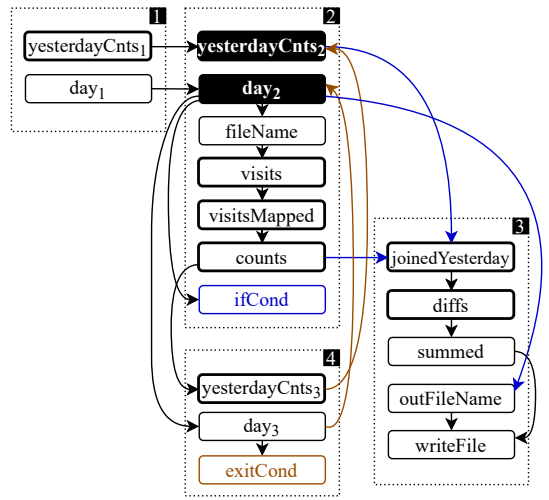 1
yesterdayCnts₁
day₁
2
yesterdayCnts₂
day₂
fileName
visits
visitsMapped
counts
ifCond
3
joinedYesterday
diffs
summed
outFileName
writeFile
4
yesterdayCnts₃
day₃
exitCond